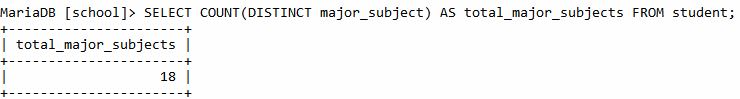 MariaDB [school]> SELECT COUNT(DISTINCT major_subject) AS total_major_subjects FROM student;
+----------------------+
| total_major_subjects |
+----------------------+
|                   18 |
+----------------------+